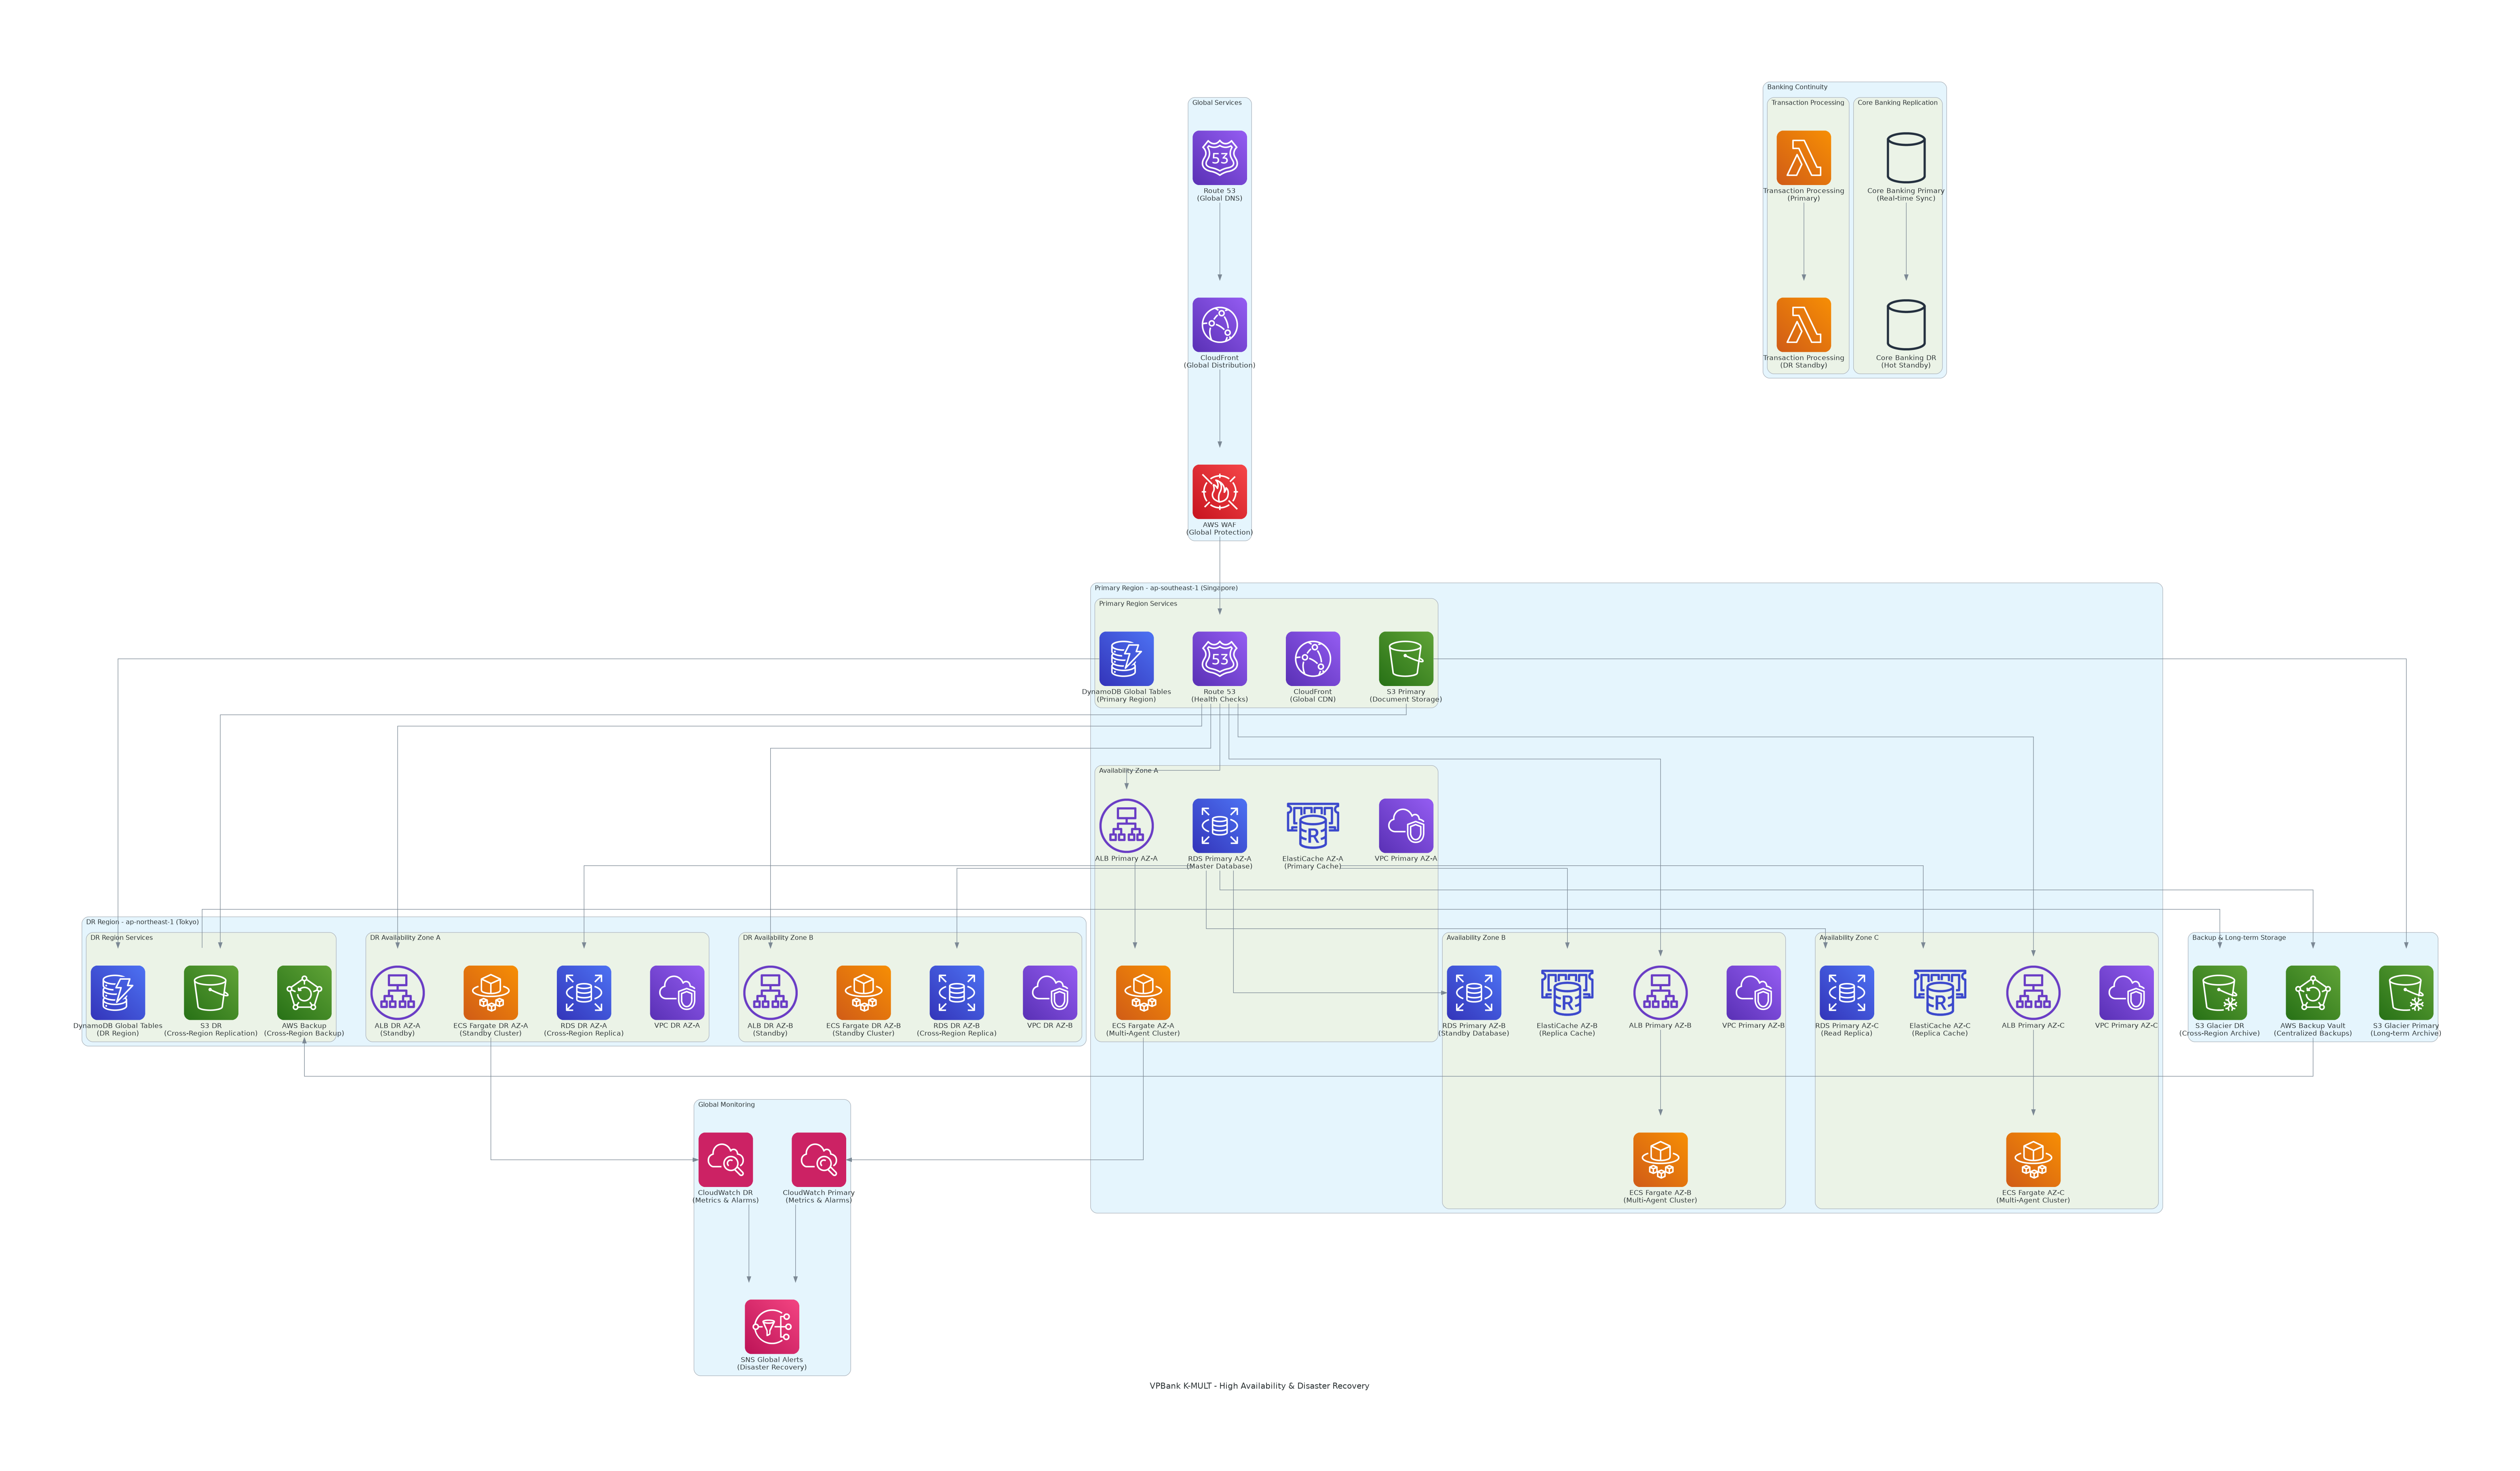 Banking Continuity
Transaction Processing
Core Banking Replication
Global Services
53
Route 53
(Global DNS)
Transaction Processing
(Primary)
Core Banking Primary
(Real-time Sync)
CloudFront
(Global Distribution)
Transaction Processing
(DR Standby)
Core Banking DR
(Hot Standby)
AWS WAF
(Global Protection)
Primary Region - ap-southeast-1 (Singapore)
Primary Region Services
53
DynamoDB Global Tables
(Primary Region)
Route 53
(Health Checks)
CloudFront
(Global CDN)
S3 Primary
(Document Storage)
Availability Zone A
R
ALB Primary AZ-A
RDS Primary AZ-A
(Master Database)
ElastiCache AZ-A
(Primary Cache)
VPC Primary AZ-A
DR Region - ap-northeast-1 (Tokyo)
DR Region Services
DR Availability Zone A
DR Availability Zone B
Availability Zone B
Availability Zone C
Backup & Long-term Storage
R
R
DynamoDB Global Tables
(DR Region)
S3 DR
(Cross-Region Replication)
AWS Backup
(Cross-Region Backup)
ALB DR AZ-A
(Standby)
ECS Fargate DR AZ-A
(Standby Cluster)
RDS DR AZ-A
(Cross-Region Replica)
VPC DR AZ-A
ALB DR AZ-B
(Standby)
ECS Fargate DR AZ-B
(Standby Cluster)
RDS DR AZ-B
(Cross-Region Replica)
VPC DR AZ-B
ECS Fargate AZ-A
(Multi-Agent Cluster)
RDS Primary AZ-B
(Standby Database)
ElastiCache AZ-B
(Replica Cache)
ALB Primary AZ-B
VPC Primary AZ-B
RDS Primary AZ-C
(Read Replica)
ElastiCache AZ-C
(Replica Cache)
ALB Primary AZ-C
VPC Primary AZ-C
S3 Glacier DR
(Cross-Region Archive)
AWS Backup Vault
(Centralized Backups)
S3 Glacier Primary
(Long-term Archive)
Global Monitoring
CloudWatch DR
(Metrics & Alarms)
CloudWatch Primary
(Metrics & Alarms)
ECS Fargate AZ-B
(Multi-Agent Cluster)
ECS Fargate AZ-C
(Multi-Agent Cluster)
SNS Global Alerts
(Disaster Recovery)
VPBank K-MULT - High Availability & Disaster Recovery